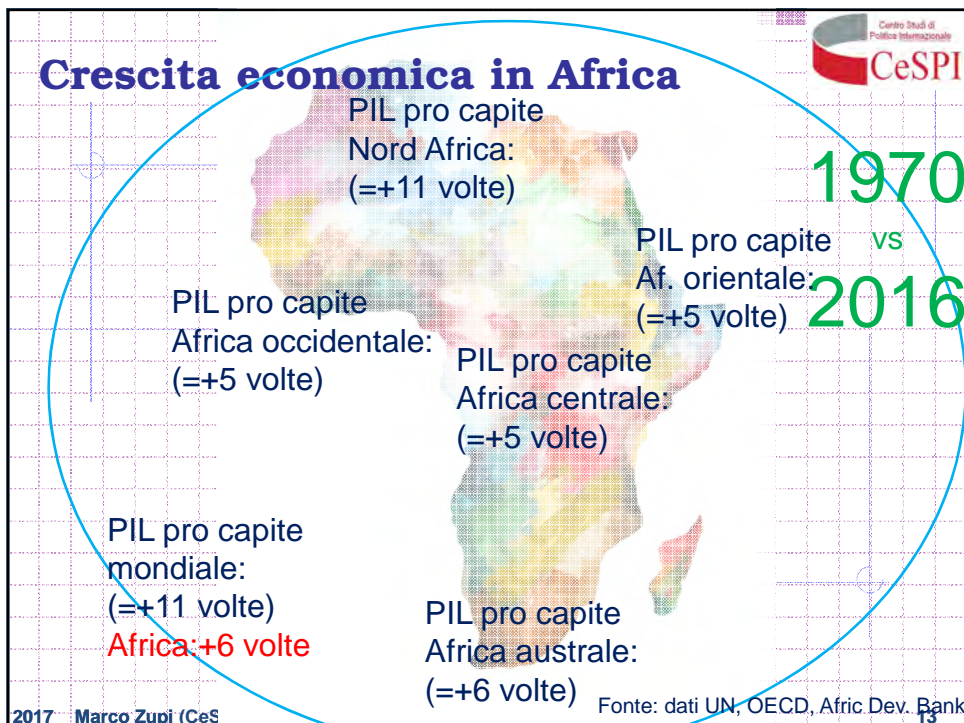 Crescita economica in Africa
Centro Studi di
Politica Internazionale
CeSPI
PIL pro capite
Nord Africa:
(=+11 volte)
1970
vs
2016
PIL pro capite
Af. orientale:
(=+5 volte)
PIL pro capite
Africa occidentale:
(=+5 volte)
PIL pro capite
Africa centrale:
(=+5 volte)
PIL pro capite
mondiale:
(=+11 volte)
Africa:+6 volte
PIL pro capite
Africa australe:
(=+6 volte)
Fonte: dati UN, OECD, Afric Dev. Bank
2017 Marco Zupi (CeS
13